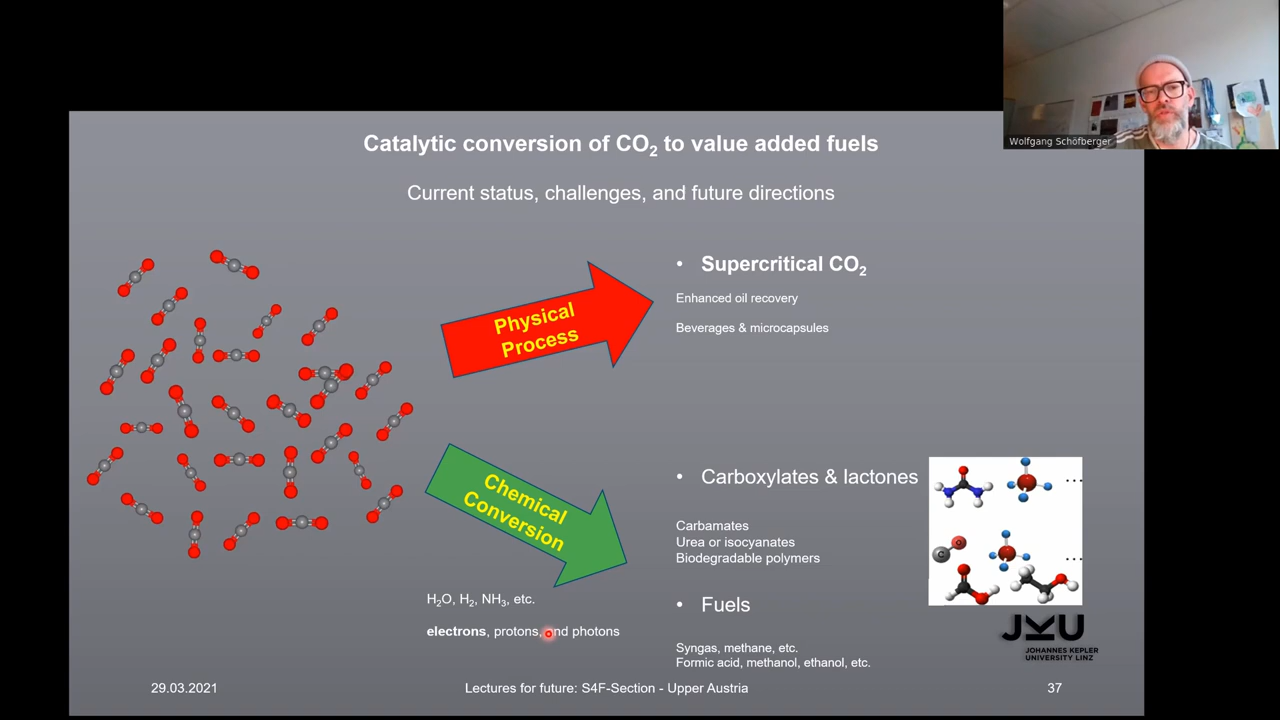 Wolfgang Schöfberger
Catalytic conversion of CO₂ to value added fuels
Current status, challenges, and future directions
Physical
Process
• Supercritical CO₂
Enhanced oil recovery
Beverages & microcapsules
Chemical
Conversion
• Carboxylates & lactones
Carbamates
Urea or isocyanates
Biodegradable polymers
...
C O
...
H₂O, H₂, NH₃, etc.
electrons, protons, and photons
• Fuels
Syngas, methane, etc.
Formic acid, methanol, ethanol, etc.
JKU
JOHANNES KEPLER
UNIVERSITY LINZ
29.03.2021
Lectures for future: S4F-Section - Upper Austria
37